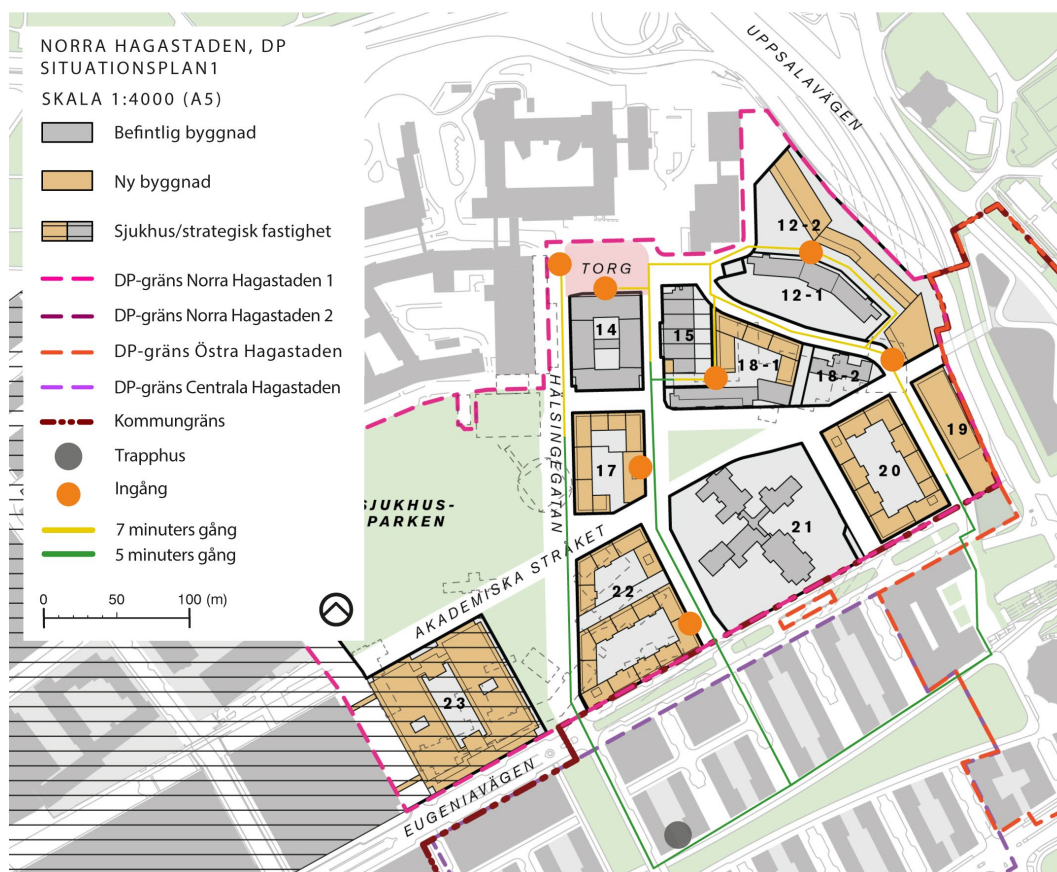 NORRA HAGASTADEN, DP
SITUATIONSPLAN1
SKALA 1:4000 (A5)
Befintlig byggnad
Ny byggnad
Sjukhus/strategisk fastighet
DP-gräns Norra Hagastaden 1
DP-gräns Norra Hagastaden 2
DP-gräns Östra Hagastaden
DP-gräns Centrala Hagastaden
Kommungräns
Trapphus
Ingång
7 minuters gång
5 minuters gång
0 50 100 (m)
UPPSALAVÄGEN
12-2
TORG
12-1
14
15
18-1
18-2
HÄLSINGEGATAN
19
17
20
SJUKHUS-
PARKEN
21
AKADEMISKA STRÅKET
22
23
EUGENIAVÄGEN